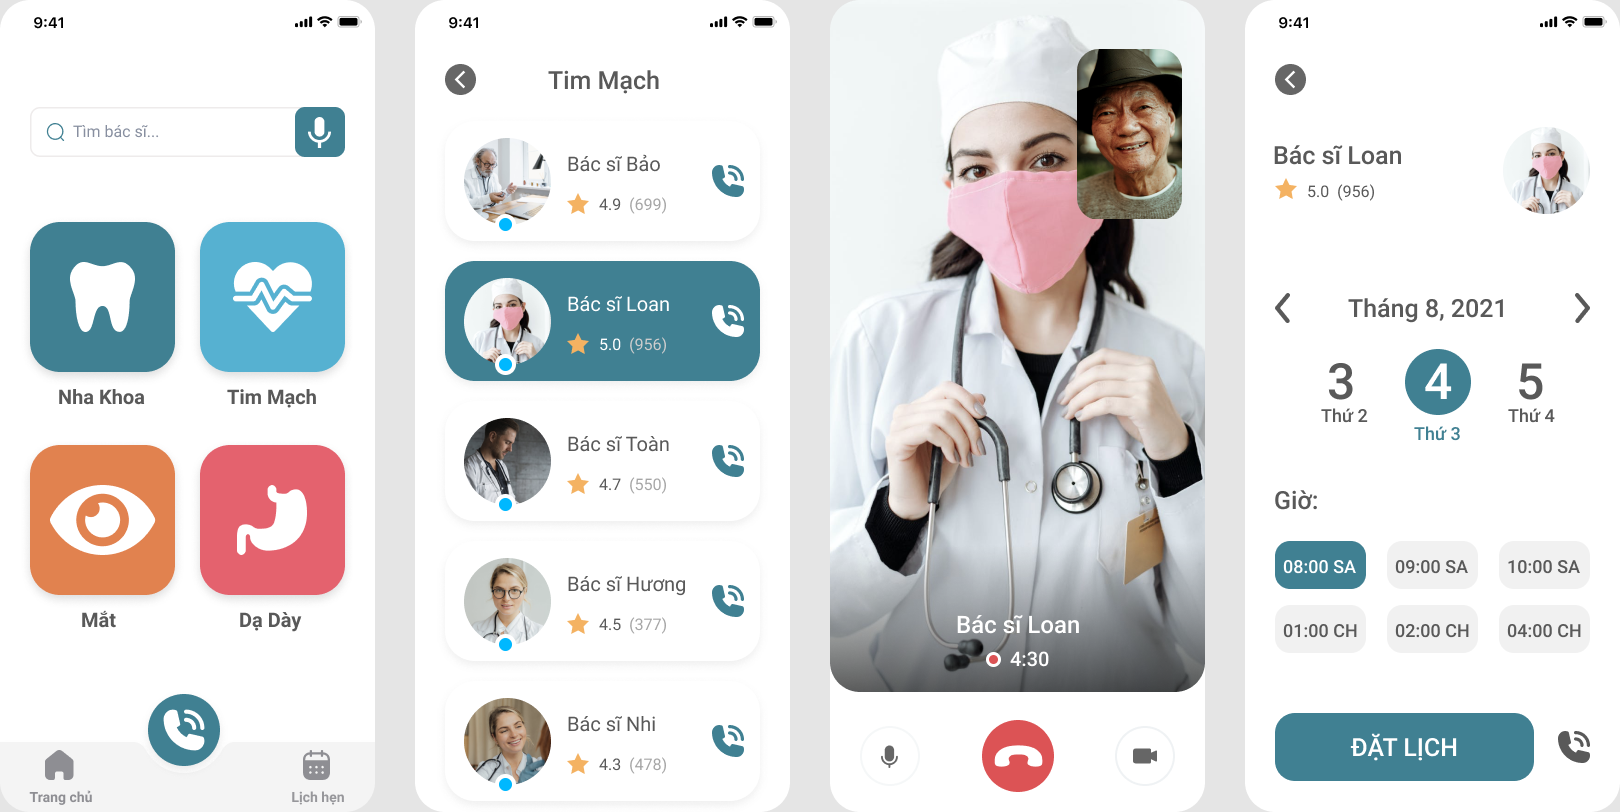 9:41
Tìm bác sĩ...
Nha Khoa
Tim Mạch
Mắt
Dạ Dày
Trang chủ
Lịch hẹn
9:41
Tim Mạch
Bác sĩ Bảo
4.9 (699)
Bác sĩ Loan
5.0 (956)
Bác sĩ Toàn
4.7 (550)
Bác sĩ Hương
4.5 (377)
Bác sĩ Nhi
4.3 (478)
Bác sĩ Loan
4:30
9:41
Bác sĩ Loan
5.0 (956)
Tháng 8, 2021
3 4 5
Thứ 2 Thứ 3 Thứ 4
Giờ:
08:00 SA 09:00 SA 10:00 SA
01:00 CH 02:00 CH 04:00 CH
ĐẶT LỊCH